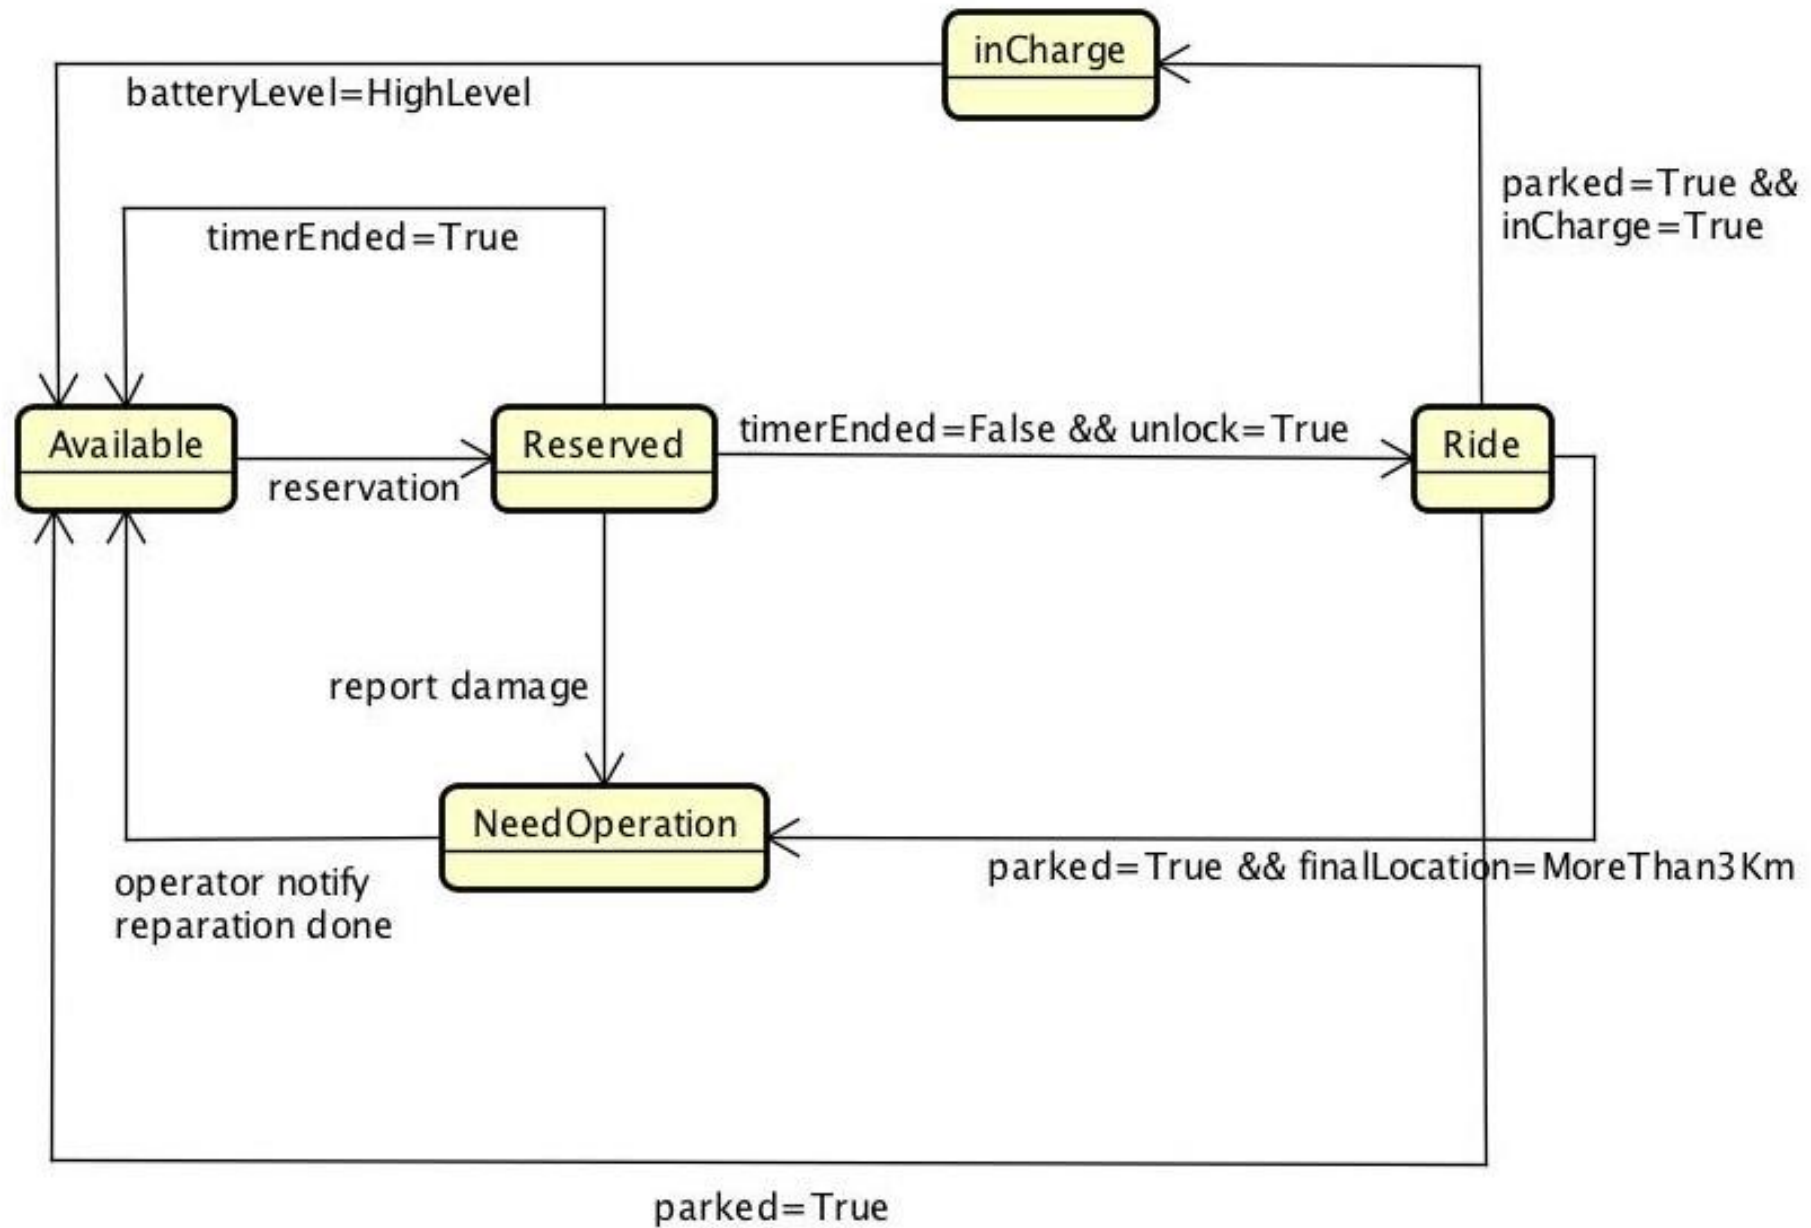 inCharge
batteryLevel=HighLevel
parked=True &&
inCharge=True
timerEnded=True
Available
reservation
Reserved
timerEnded=False && unlock=True
Ride
report damage
NeedOperation
parked=True && finalLocation=MoreThan3Km
operator notify
reparation done
parked=True